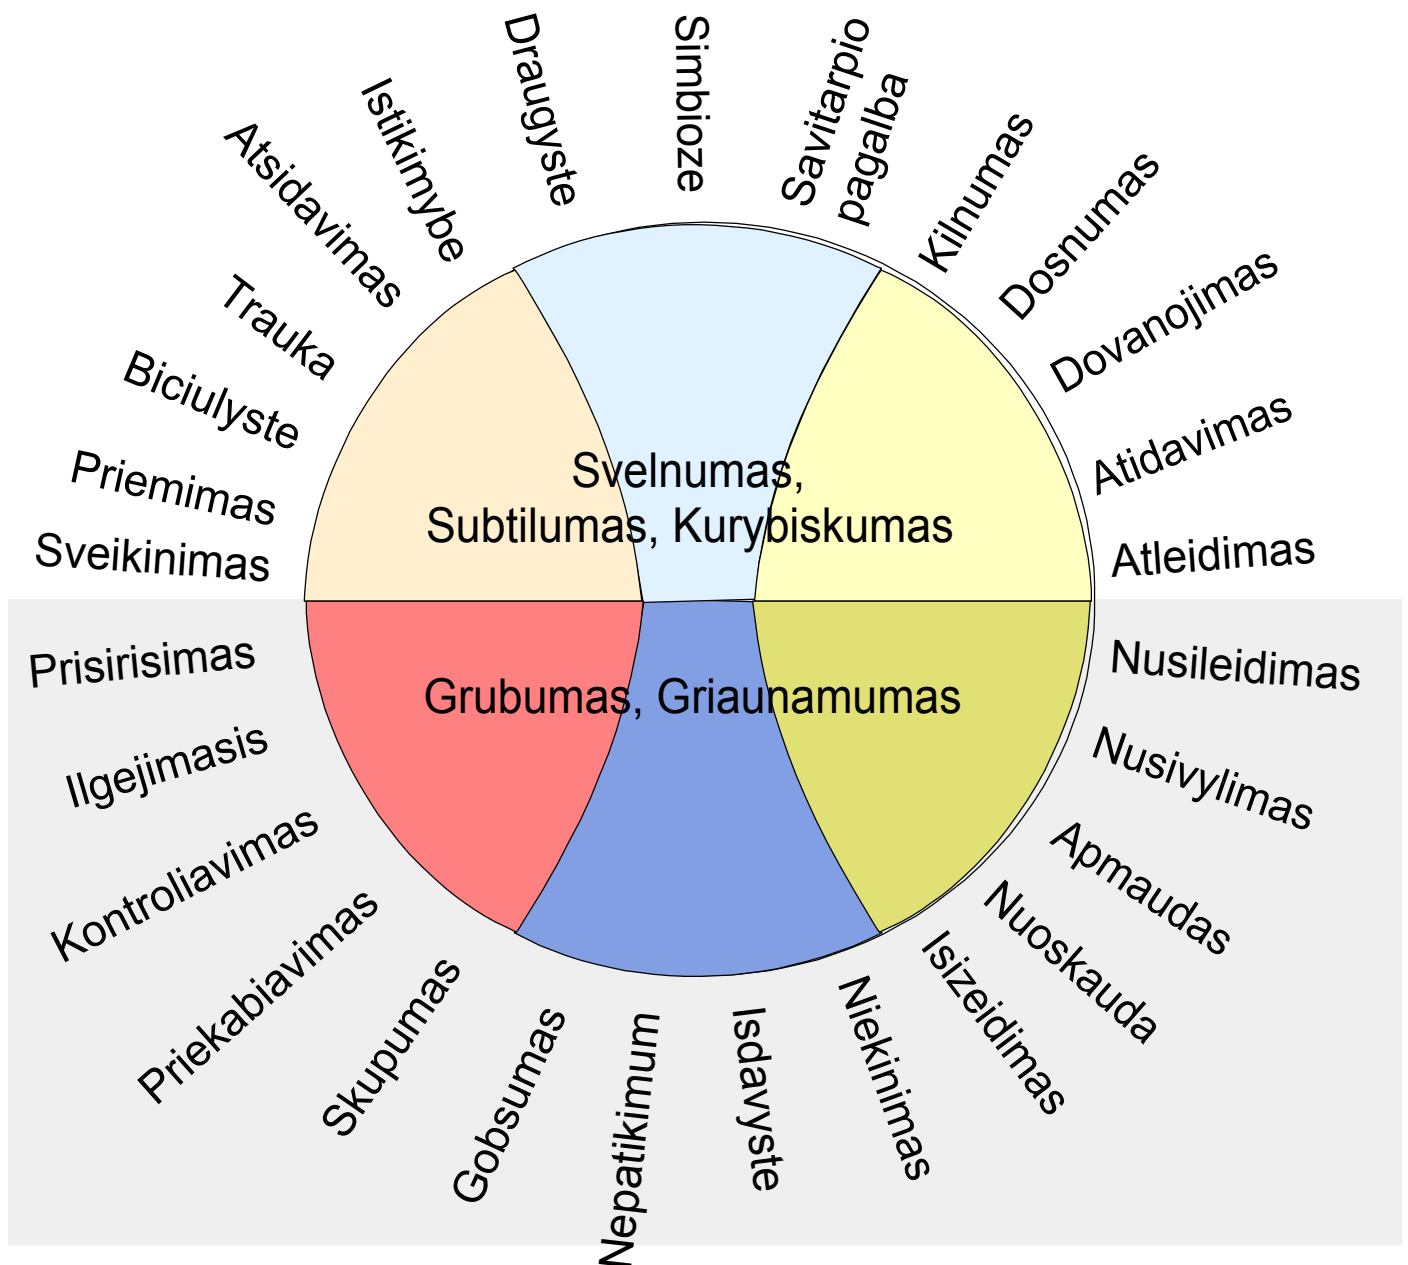 Sveikinimas
Priemimas
Biciulyste
Trauka
Atsidavimas
Istikimybe
Draugyste
Simbioze
Savitarpio
pagalba
Kilnumas
Dosnumas
Dovanojimas
Atidavimas
Atleidimas
Svelnumas,
Subtilumas, Kurybiskumas
Grubumas, Griaunamumas
Nusileidimas
Nusivylimas
Apmaudas
Nuoskauda
Isizeidimas
Niekinimas
Isdavyste
Nepatikimum
Gobsumas
Skupumas
Priekabiavimas
Kontroliavimas
Ilgejimasis
Prisirisimas